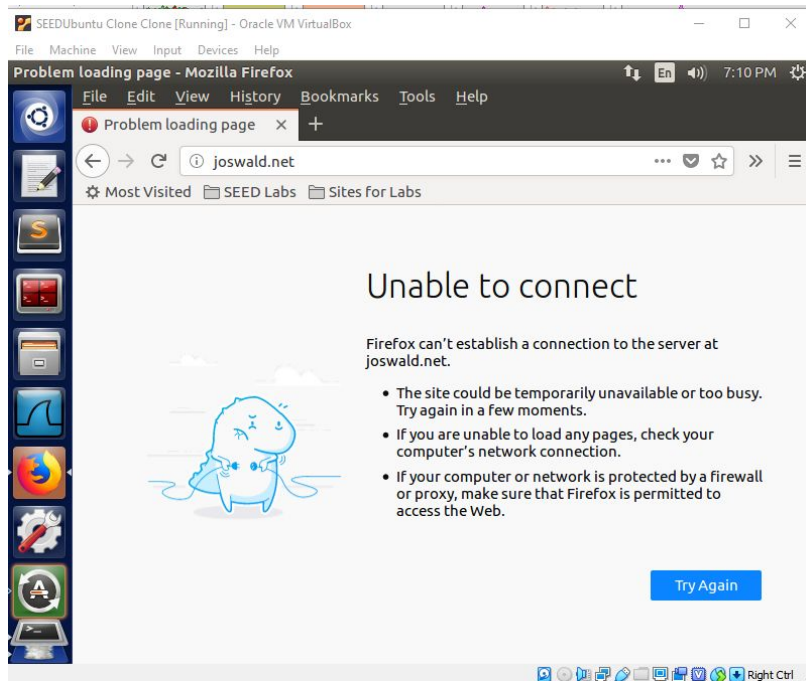 SEEDUbuntu Clone Clone [Running] - Oracle VM VirtualBox
File Machine View Input Devices Help
Problem loading page - Mozilla Firefox En 7:10 PM
File Edit View History Bookmarks Tools Help
Problem loading page
joswald.net
Most Visited SEED Labs Sites for Labs
Unable to connect
Firefox can't establish a connection to the server at
joswald.net.
The site could be temporarily unavailable or too busy.
Try again in a few moments.
If you are unable to load any pages, check your
computer's network connection.
If your computer or network is protected by a firewall
or proxy, make sure that Firefox is permitted to
access the Web.
Try Again
Right Ctrl